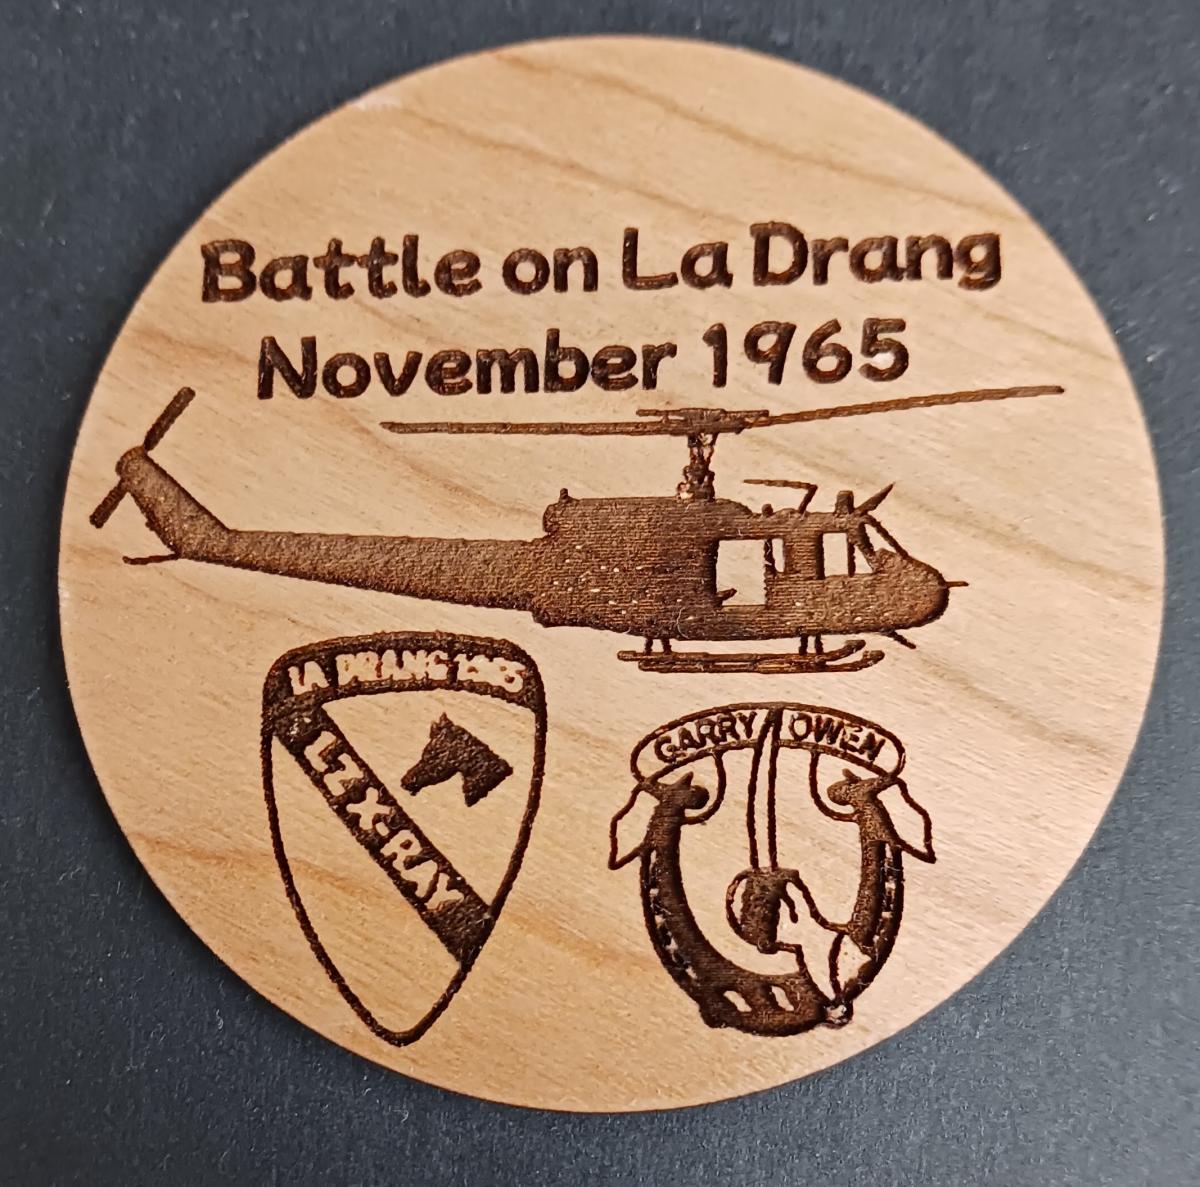 Battle on La Drang
November 1965
LA DRANG 1965
LZ X-RAY
GARRY OWEN